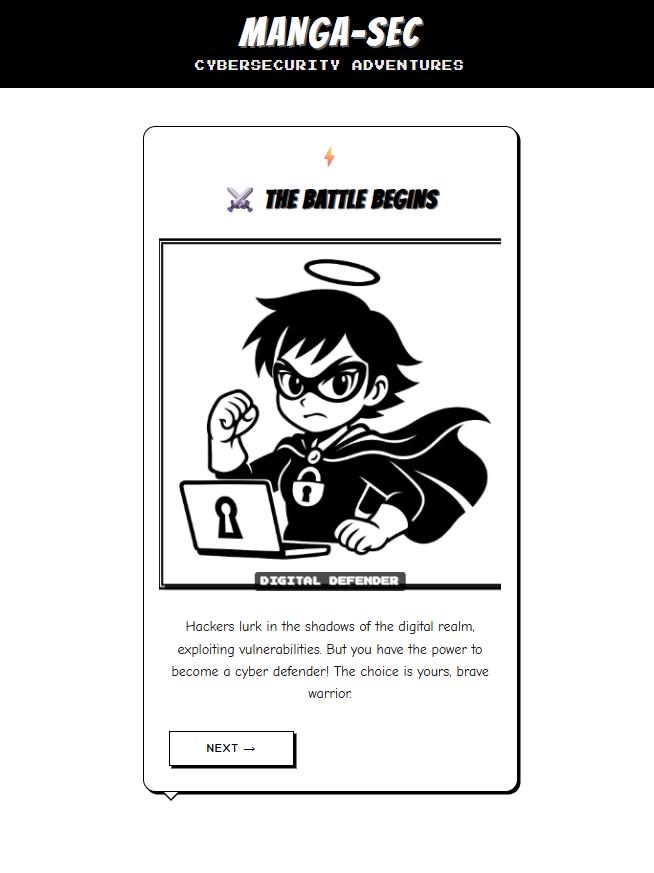 MANGA-SEC
CYBERSECURITY ADVENTURES
THE BATTLE BEGINS
DIGITAL DEFENDER
Hackers lurk in the shadows of the digital realm,
exploiting vulnerabilities. But you have the power to
become a cyber defender! The choice is yours, brave
warrior.
NEXT →